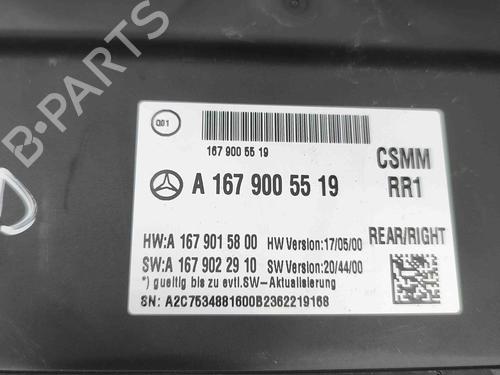 001
167 900 55 19
CSMM
A 167 900 55 19
RR1
HW:A 167 901 58 00 HW Version:17/05/00
REAR/RIGHT
SW:A 167 902 29 10 SW Version:20/44/00
*) gueltig bis zu evtl.SW-Aktualisierung
SN: A2C7534881600B2362219168
B-PARTS